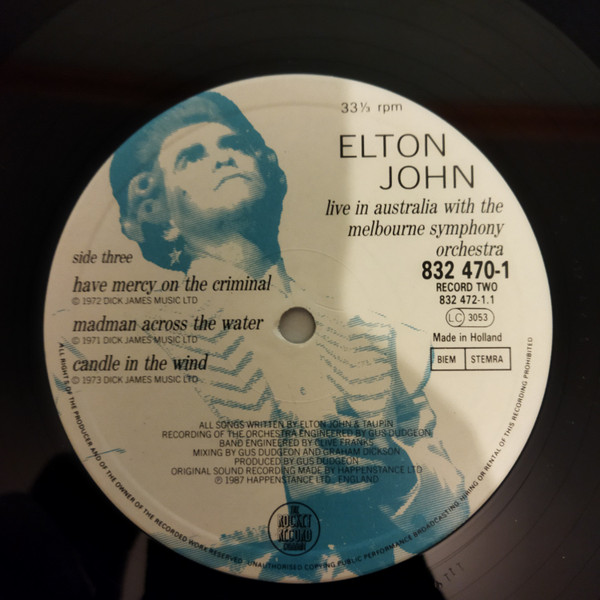 33⅓ rpm
ELTON
JOHN
live in australia with the
melbourne symphony
orchestra
832 470-1
RECORD TWO
832 472-1.1
LC 3053
Made in Holland
BIEM STEMRA
side three
have mercy on the criminal
© 1972 DICK JAMES MUSIC LTD
madman across the water
© 1971 DICK JAMES MUSIC LTD
candle in the wind
© 1973 DICK JAMES MUSIC LTD
ALL SONGS WRITTEN BY ELTON JOHN & TAUPIN
RECORDING OF THE ORCHESTRA ENGINEERED BY GUS DUDGEON
BAND ENGINEERED BY CLIVE FRANKS
MIXING BY GUS DUDGEON AND GRAHAM DICKSON
PRODUCED BY GUS DUDGEON
ORIGINAL SOUND RECORDING MADE BY HAPPENSTANCE LTD
℗ 1987 HAPPENSTANCE LTD., ENGLAND
THE
ROCKET
RECORD
COMPANY
ALL RIGHTS OF THE PRODUCER AND OF THE OWNER OF THE RECORDED WORK RESERVED. UNAUTHORISED COPYING PUBLIC PERFORMANCE BROADCASTING, HIRING OR RENTAL OF THIS RECORDING PROHIBITED